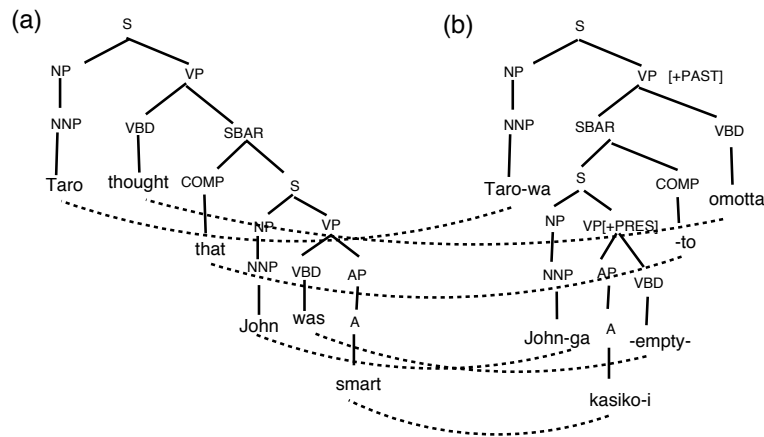 (a)
S
NP VP
NNP VBD SBAR
Taro thought COMP S
that NP VP
NNP VBD AP
John was A
smart
(b)
S
NP VP [+PAST]
NNP SBAR VBD
Taro-wa S COMP omotta
NP VP[+PRES] -to
NNP AP VBD
John-ga A -empty-
kasiko-i